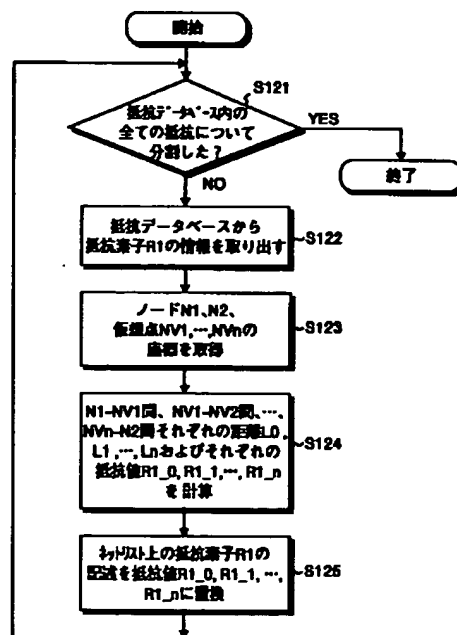 開始
S121
抵抗データベース内の
全ての抵抗について
分割した?
YES
終了
NO
抵抗データベースから
抵抗素子R1の情報を取り出す
S122
ノードN1、N2、
仮想点NV1,…,NVnの
座標を取得
S123
N1-NV1間、NV1-NV2間、…、
NVn-N2間それぞれの距離L0,
L1,…,Lnおよびそれぞれの
抵抗値R1_0,R1_1,…,R1_n
を計算
S124
ネットリスト上の抵抗素子R1の
記述を抵抗値R1_0,R1_1,…,
R1_nに置換
S125